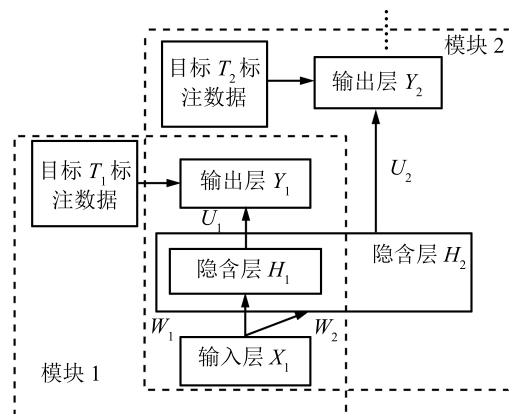 模块 2
目标 T₂ 标
注数据
输出层 Y₂
目标 T₁ 标
注数据
输出层 Y₁
U₂
U₁
隐含层 H₂
隐含层 H₁
W₁
W₂
输入层 X₁
模块 1